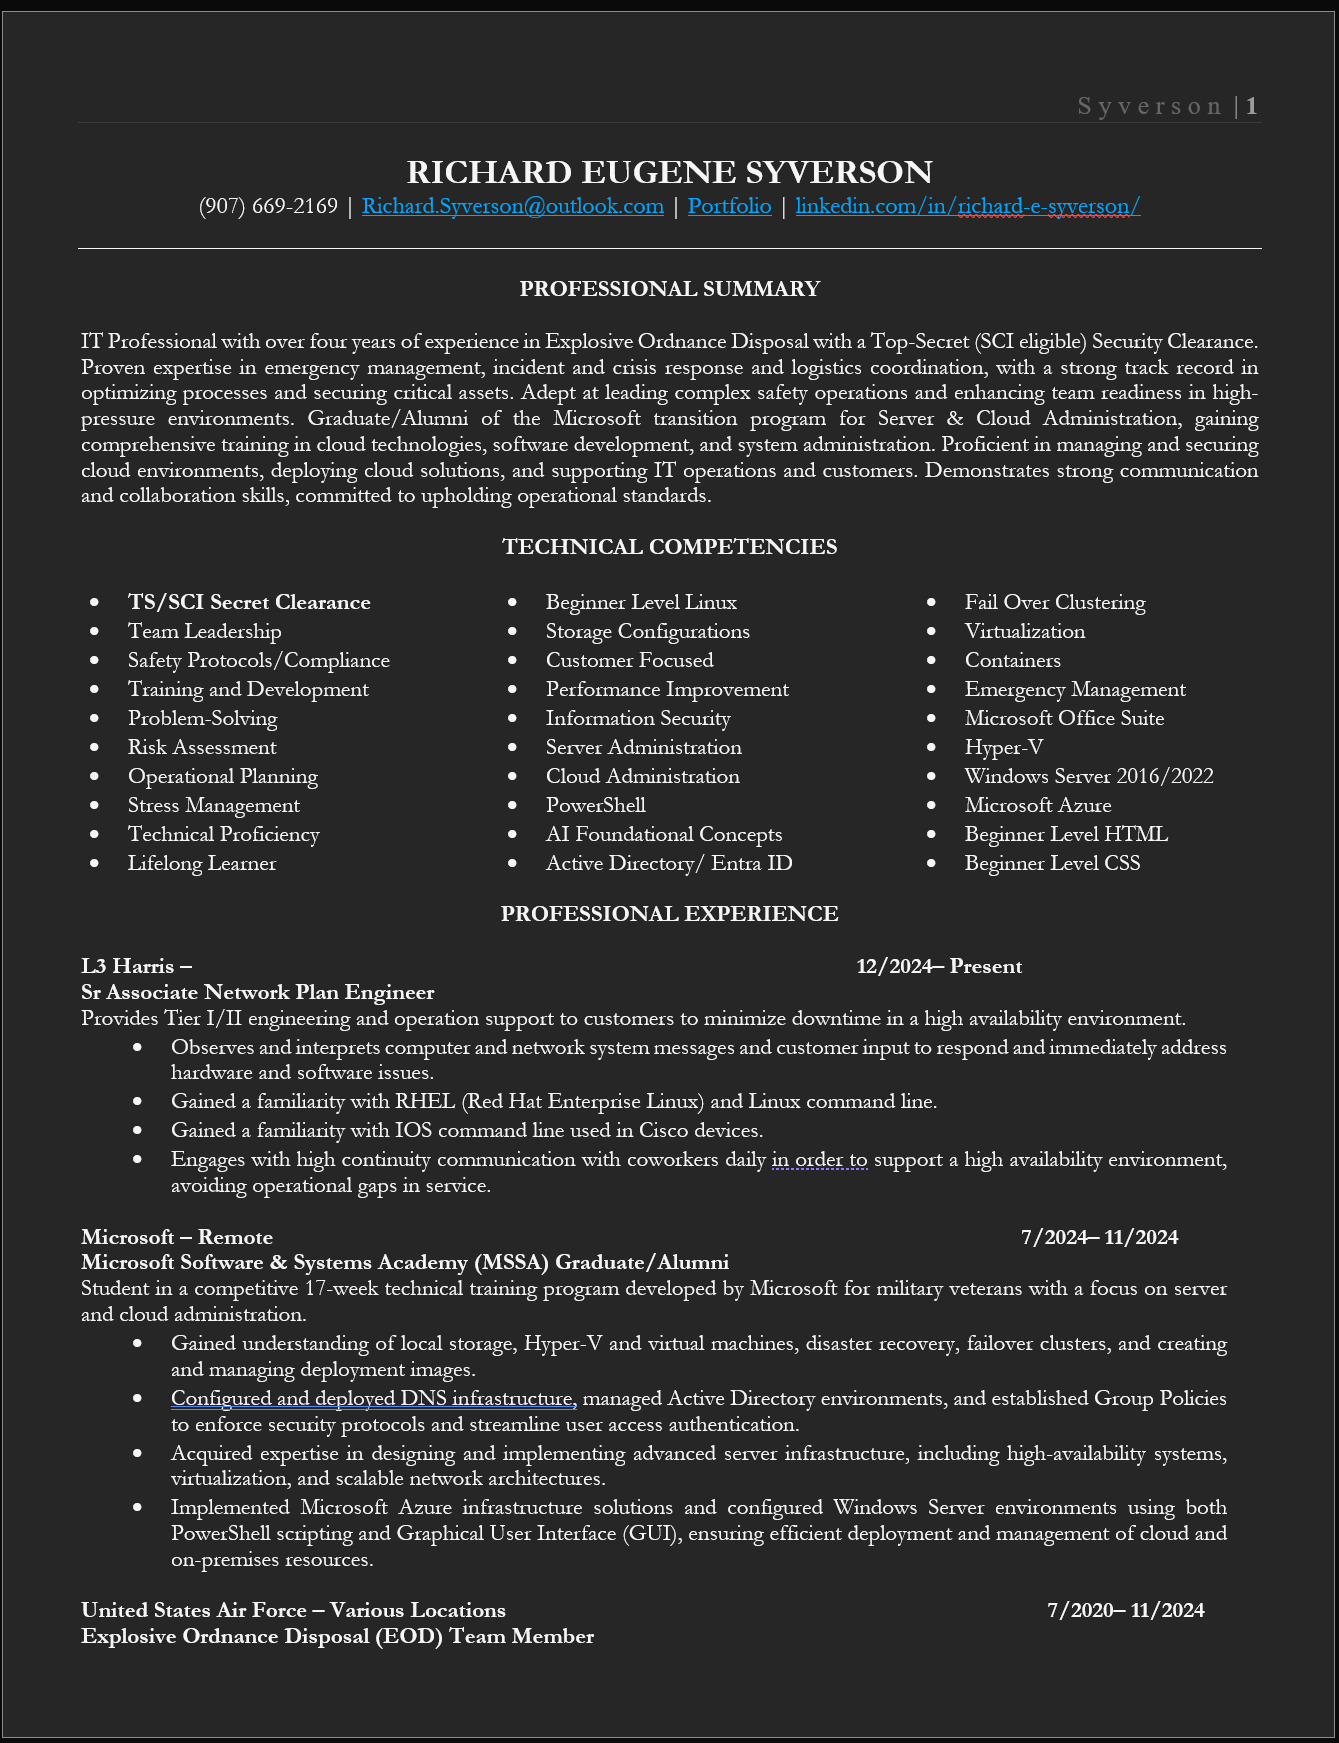 Syverson | 1
RICHARD EUGENE SYVERSON
(907) 669-2169 | Richard.Syverson@outlook.com | Portfolio | linkedin.com/in/richard-e-syverson/
PROFESSIONAL SUMMARY
IT Professional with over four years of experience in Explosive Ordnance Disposal with a Top-Secret (SCI eligible) Security Clearance.
Proven expertise in emergency management, incident and crisis response and logistics coordination, with a strong track record in
optimizing processes and securing critical assets. Adept at leading complex safety operations and enhancing team readiness in high-
pressure environments. Graduate/Alumni of the Microsoft transition program for Server & Cloud Administration, gaining
comprehensive training in cloud technologies, software development, and system administration. Proficient in managing and securing
cloud environments, deploying cloud solutions, and supporting IT operations and customers. Demonstrates strong communication
and collaboration skills, committed to upholding operational standards.
TECHNICAL COMPETENCIES
• TS/SCI Secret Clearance
• Team Leadership
• Safety Protocols/Compliance
• Training and Development
• Problem-Solving
• Risk Assessment
• Operational Planning
• Stress Management
• Technical Proficiency
• Lifelong Learner
• Beginner Level Linux
• Storage Configurations
• Customer Focused
• Performance Improvement
• Information Security
• Server Administration
• Cloud Administration
• PowerShell
• AI Foundational Concepts
• Active Directory/ Entra ID
• Fail Over Clustering
• Virtualization
• Containers
• Emergency Management
• Microsoft Office Suite
• Hyper-V
• Windows Server 2016/2022
• Microsoft Azure
• Beginner Level HTML
• Beginner Level CSS
PROFESSIONAL EXPERIENCE
L3 Harris – 12/2024– Present
Sr Associate Network Plan Engineer
Provides Tier I/II engineering and operation support to customers to minimize downtime in a high availability environment.
• Observes and interprets computer and network system messages and customer input to respond and immediately address
hardware and software issues.
• Gained a familiarity with RHEL (Red Hat Enterprise Linux) and Linux command line.
• Gained a familiarity with IOS command line used in Cisco devices.
• Engages with high continuity communication with coworkers daily in order to support a high availability environment,
avoiding operational gaps in service.
Microsoft – Remote 7/2024– 11/2024
Microsoft Software & Systems Academy (MSSA) Graduate/Alumni
Student in a competitive 17-week technical training program developed by Microsoft for military veterans with a focus on server
and cloud administration.
• Gained understanding of local storage, Hyper-V and virtual machines, disaster recovery, failover clusters, and creating
and managing deployment images.
• Configured and deployed DNS infrastructure, managed Active Directory environments, and established Group Policies
to enforce security protocols and streamline user access authentication.
• Acquired expertise in designing and implementing advanced server infrastructure, including high-availability systems,
virtualization, and scalable network architectures.
• Implemented Microsoft Azure infrastructure solutions and configured Windows Server environments using both
PowerShell scripting and Graphical User Interface (GUI), ensuring efficient deployment and management of cloud and
on-premises resources.
United States Air Force – Various Locations 7/2020– 11/2024
Explosive Ordnance Disposal (EOD) Team Member